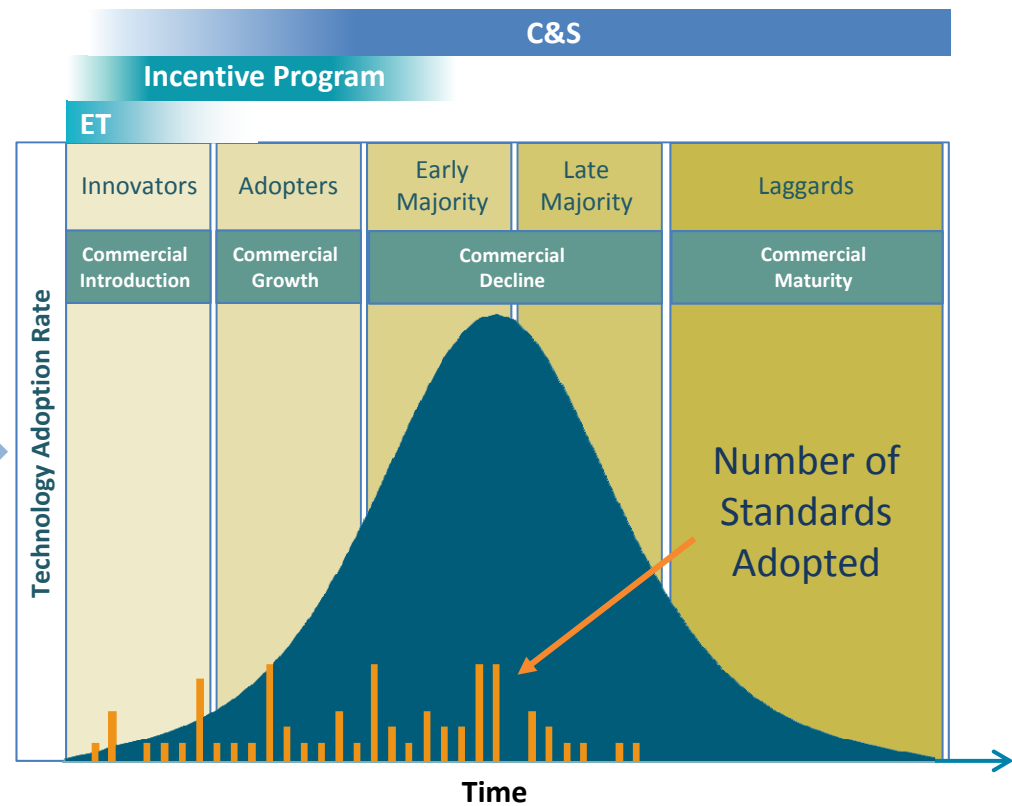 C&S
Incentive Program
ET
Innovators
Adopters
Early
Majority
Late
Majority
Laggards
Commercial
Introduction
Commercial
Growth
Commercial
Decline
Commercial
Maturity
Technology Adoption Rate
Number of
Standards
Adopted
Time